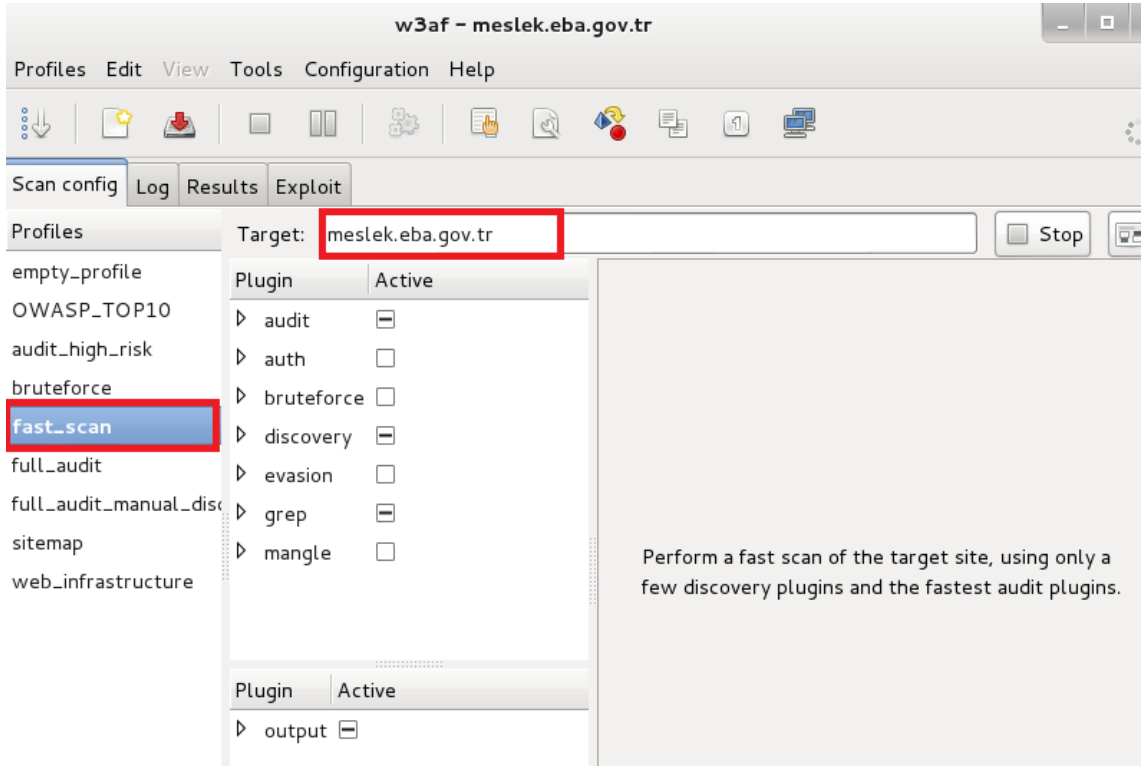 w3af - meslek.eba.gov.tr
Profiles Edit View Tools Configuration Help
Scan config Log Results Exploit
Profiles
empty_profile
OWASP_TOP10
audit_high_risk
bruteforce
fast_scan
full_audit
full_audit_manual_disc
sitemap
web_infrastructure
Target: meslek.eba.gov.tr Stop
Plugin Active
audit
auth
bruteforce
discovery
evasion
grep
mangle
Plugin Active
output
Perform a fast scan of the target site, using only a
few discovery plugins and the fastest audit plugins.